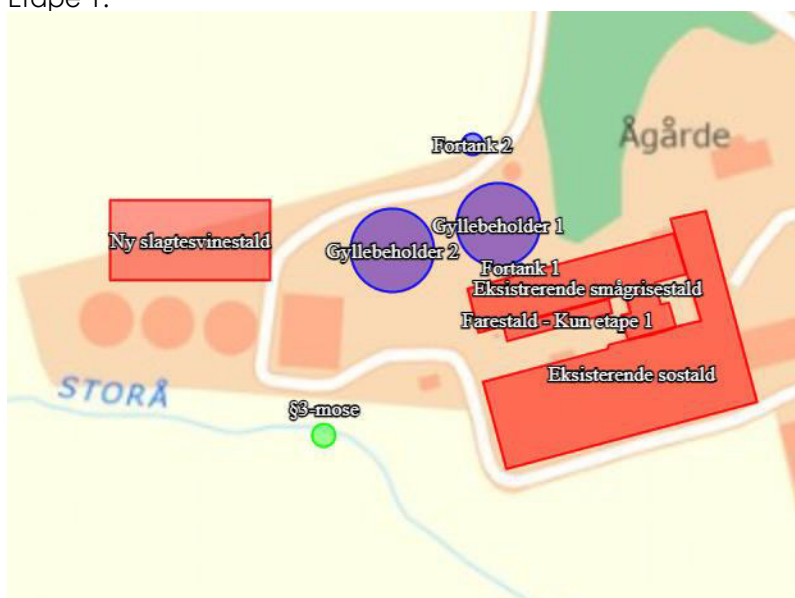 Etape 1:
Ågårde
Fortank 2
Gyllebeholder 1
Ny slagtesvinestald
Gyllebeholder 2
Fortank 1
Eksistrerende smågrisestald
Farestald - Kun etape 1
Eksisterende sostald
STORÅ
§3-mose